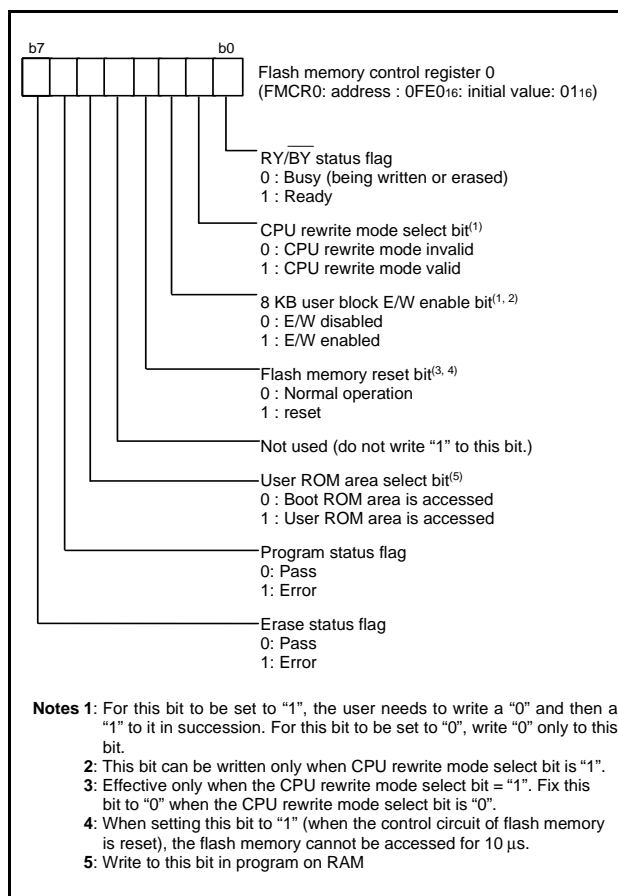 b7 b0
Flash memory control register 0
(FMCR0: address : 0FE016: initial value: 0116)
RY/BY status flag
0 : Busy (being written or erased)
1 : Ready
CPU rewrite mode select bit(1)
0 : CPU rewrite mode invalid
1 : CPU rewrite mode valid
8 KB user block E/W enable bit(1, 2)
0 : E/W disabled
1 : E/W enabled
Flash memory reset bit(3, 4)
0 : Normal operation
1 : reset
Not used (do not write “1” to this bit.)
User ROM area select bit(5)
0 : Boot ROM area is accessed
1 : User ROM area is accessed
Program status flag
0: Pass
1: Error
Erase status flag
0: Pass
1: Error
Notes 1: For this bit to be set to “1”, the user needs to write a “0” and then a
“1” to it in succession. For this bit to be set to “0”, write “0” only to this
bit.
2: This bit can be written only when CPU rewrite mode select bit is “1”.
3: Effective only when the CPU rewrite mode select bit = “1”. Fix this
bit to “0” when the CPU rewrite mode select bit is “0”.
4: When setting this bit to “1” (when the control circuit of flash memory
is reset), the flash memory cannot be accessed for 10 μs.
5: Write to this bit in program on RAM